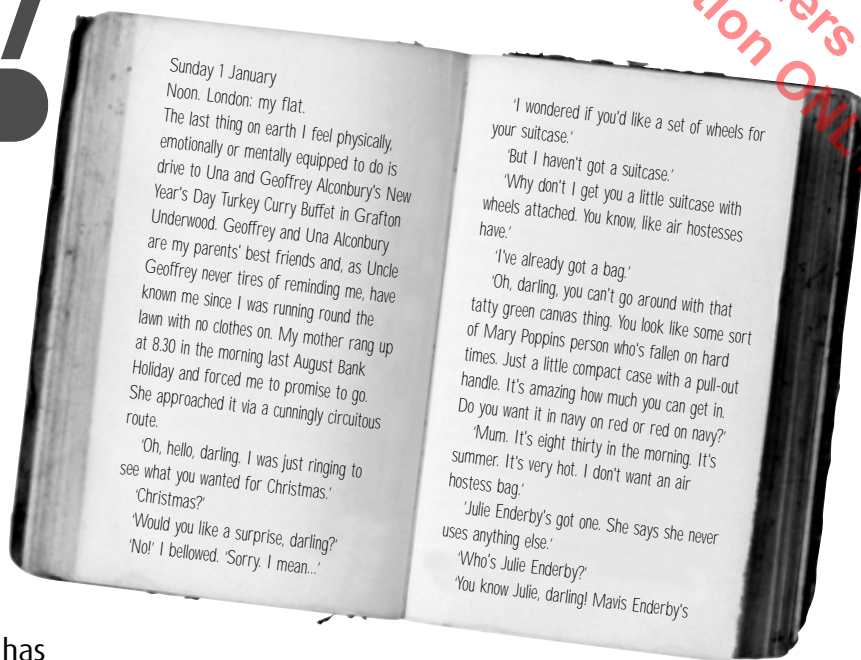 Sunday 1 January
Noon. London: my flat.
The last thing on earth I feel physically,
emotionally or mentally equipped to do is
drive to Una and Geoffrey Alconbury's New
Year's Day Turkey Curry Buffet in Grafton
Underwood. Geoffrey and Una Alconbury
are my parents' best friends and, as Uncle
Geoffrey never tires of reminding me, have
known me since I was running round the
lawn with no clothes on. My mother rang up
at 8.30 in the morning last August Bank
Holiday and forced me to promise to go.
She approached it via a cunningly circuitous
route.
'Oh, hello, darling. I was just ringing to
see what you wanted for Christmas.'
'Christmas?'
'Would you like a surprise, darling?'
'No!' I bellowed. 'Sorry. I mean...'
'I wondered if you'd like a set of wheels for
your suitcase.'
'But I haven't got a suitcase.'
'Why don't I get you a little suitcase with
wheels attached. You know, like air hostesses
have.'
'I've already got a bag.'
'Oh, darling, you can't go around with that
tatty green canvas thing. You look like some sort
of Mary Poppins person who's fallen on hard
times. Just a little compact case with a pull-out
handle. It's amazing how much you can get in.
Do you want it in navy on red or red on navy?'
'Mum. It's eight thirty in the morning. It's
summer. It's very hot. I don't want an air
hostess bag.'
'Julie Enderby's got one. She says she never
uses anything else.'
'Who's Julie Enderby?'
'You know Julie, darling! Mavis Enderby's
has